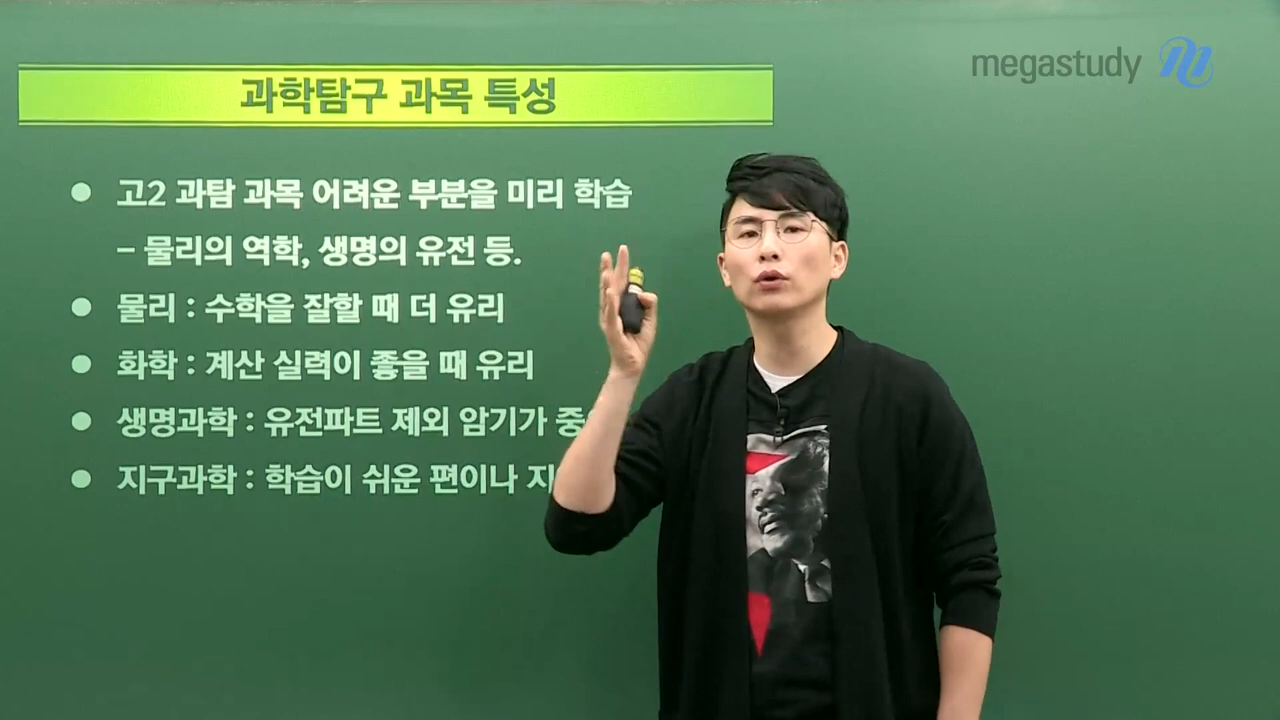 megastudy
과학탐구 과목 특성
● 고2 과탐 과목 어려운 부분을 미리 학습
– 물리의 역학, 생명의 유전 등.
● 물리 : 수학을 잘할 때 더 유리
● 화학 : 계산 실력이 좋을 때 유리
● 생명과학 : 유전파트 제외 암기가
● 지구과학 : 학습이 쉬운 편이나